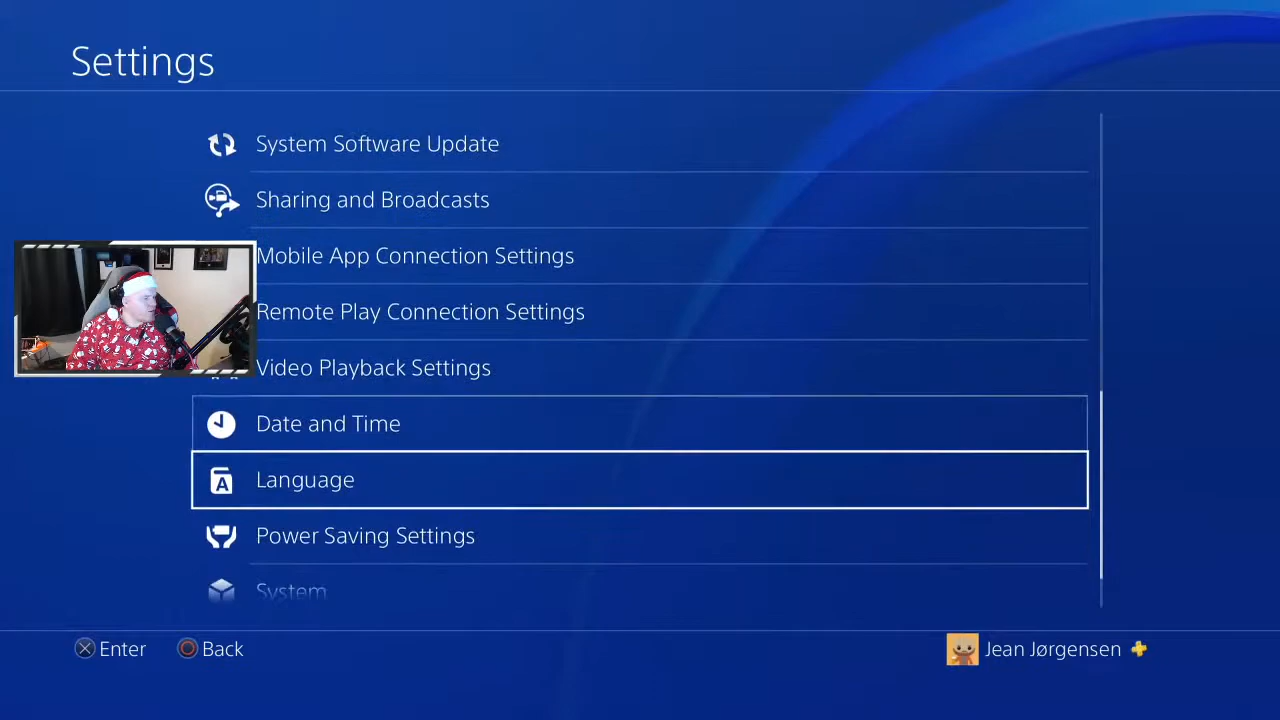 Settings
System Software Update
Sharing and Broadcasts
Mobile App Connection Settings
Remote Play Connection Settings
Video Playback Settings
Date and Time
Language
Power Saving Settings
System
Enter
Back
Jean Jørgensen